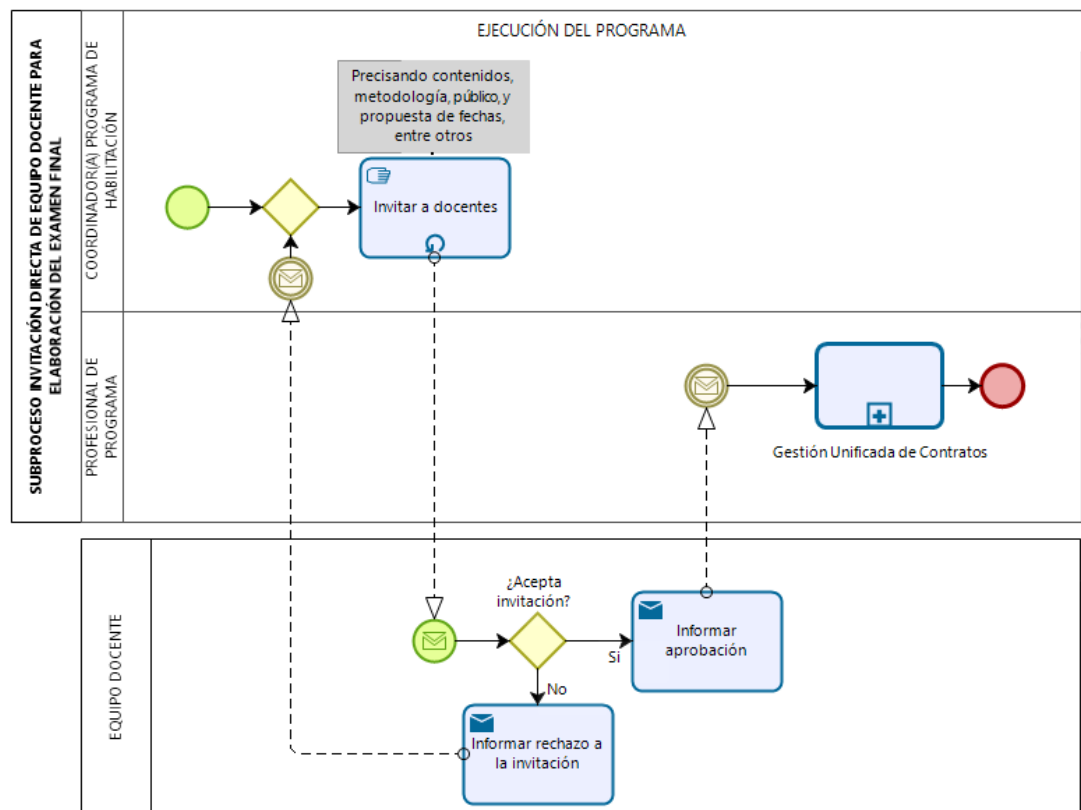 SUBPROCESO INVITACIÓN DIRECTA DE EQUIPO DOCENTE PARA
ELABORACIÓN DEL EXAMEN FINAL
EJECUCIÓN DEL PROGRAMA
COORDINADOR(A) PROGRAMA DE
HABILITACIÓN
Precisando contenidos,
metodología, público, y
propuesta de fechas,
entre otros
Invitar a docentes
PROFESIONAL DE
PROGRAMA
Gestión Unificada de Contratos
EQUIPO DOCENTE
¿Acepta
invitación?
Si
Informar
aprobación
No
Informar rechazo a
la invitación